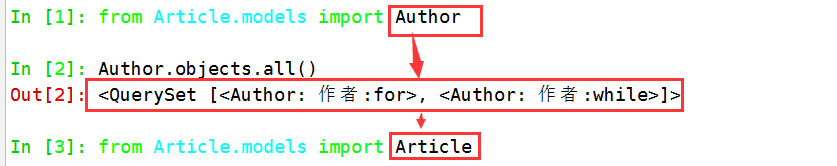 In [1]: from Article.models import Author
In [2]: Author.objects.all()
Out[2]: <QuerySet [<Author: 作者:for>, <Author: 作者:while>]>
In [3]: from Article.models import Article